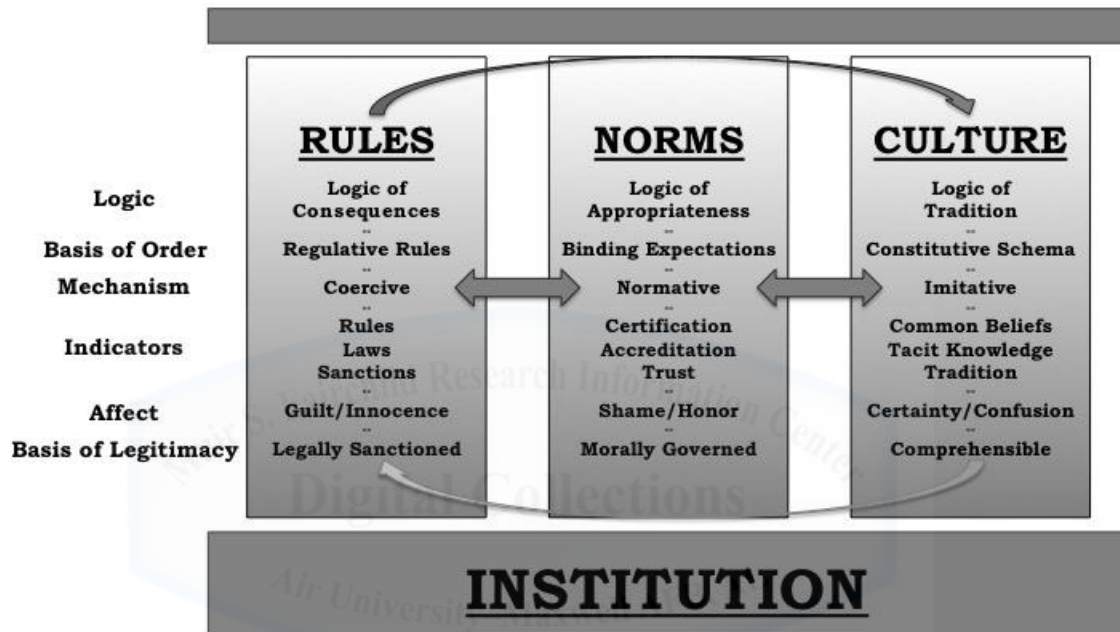 RULES NORMS CULTURE
Logic
Logic of
Consequences
Logic of
Appropriateness
Logic of
Tradition
--
--
--
Basis of Order Regulative Rules Binding Expectations Constitutive Schema
--
--
--
Mechanism Coercive Normative Imitative
--
--
--
Indicators
Rules
Laws
Sanctions
Certification
Accreditation
Trust
Common Beliefs
Tacit Knowledge
Tradition
--
--
--
Affect Guilt/Innocence Shame/Honor Certainty/Confusion
--
--
--
Basis of Legitimacy Legally Sanctioned Morally Governed Comprehensible
INSTITUTION
Muir S. Fairchild Research Information Center
Digital Collections
Air University Maxwell